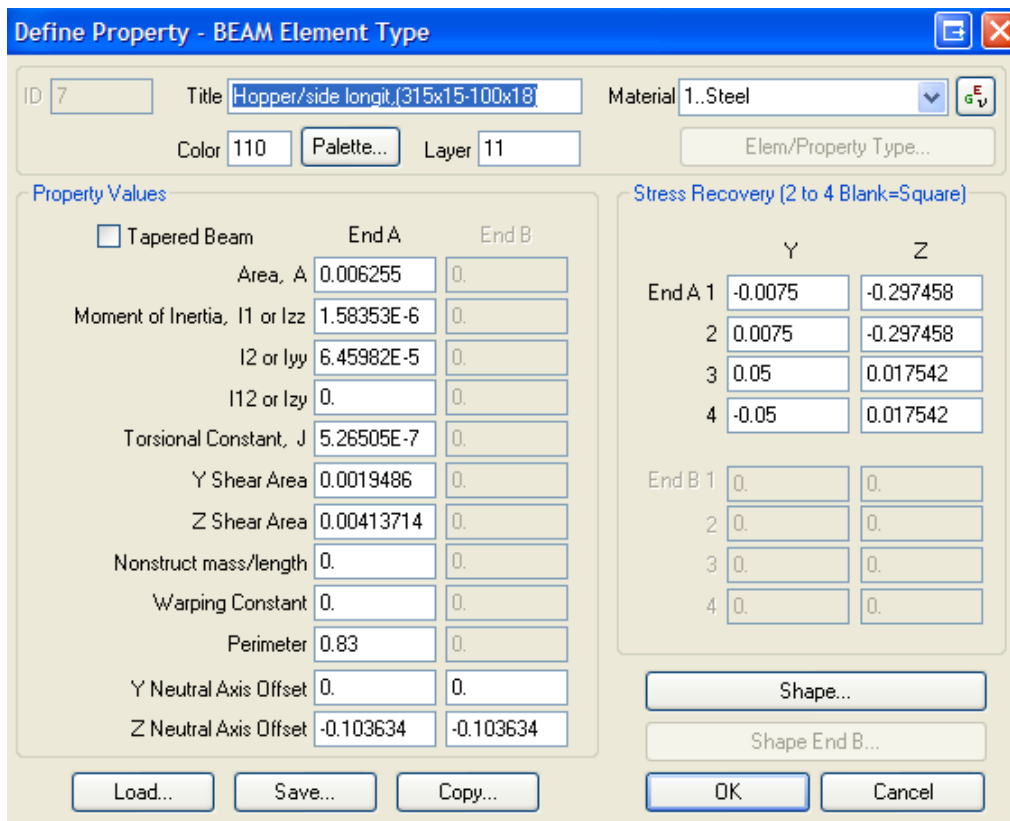 Define Property - BEAM Element Type
ID 7 Title Hopper/side longit,(315x15-100x18) Material 1..Steel G E ν
Color 110 Palette... Layer 11 Elem/Property Type...
Property Values
Tapered Beam End A End B
Area, A 0.006255 0.
Moment of Inertia, I1 or Izz 1.58353E-6 0.
I2 or Iyy 6.45982E-5 0.
I12 or Izy 0. 0.
Torsional Constant, J 5.26505E-7 0.
Y Shear Area 0.0019486 0.
Z Shear Area 0.00413714 0.
Nonstruct mass/length 0. 0.
Warping Constant 0. 0.
Perimeter 0.83 0.
Y Neutral Axis Offset 0. 0.
Z Neutral Axis Offset -0.103634 -0.103634
Stress Recovery (2 to 4 Blank=Square)
Y Z
End A 1 -0.0075 -0.297458
2 0.0075 -0.297458
3 0.05 0.017542
4 -0.05 0.017542
End B 1 0. 0.
2 0. 0.
3 0. 0.
4 0. 0.
Shape...
Shape End B...
Load... Save... Copy... OK Cancel